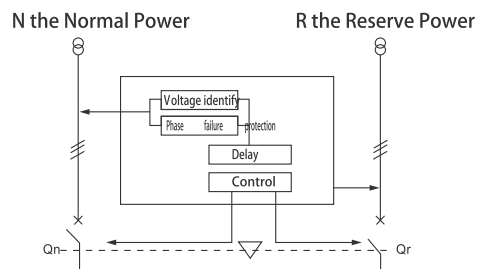 N the Normal Power
R the Reserve Power
Voltage identify
Phase failure protection
Delay
Control
Qn
Qr